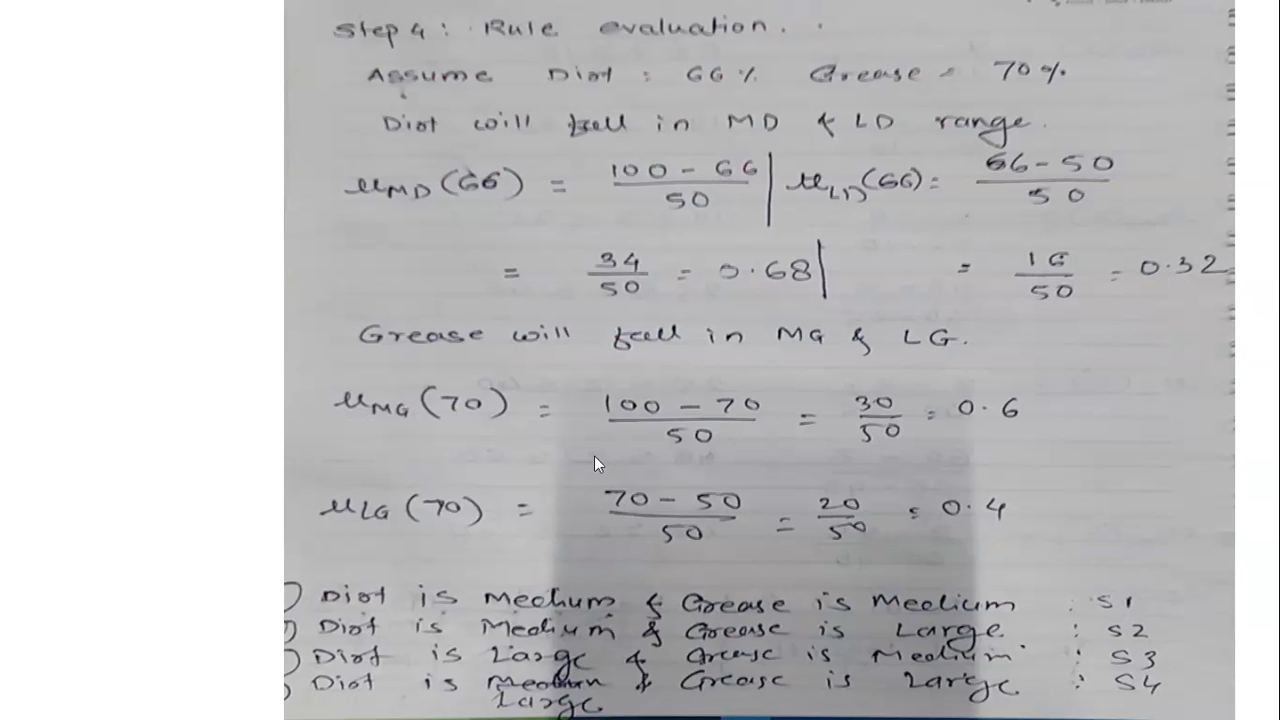 Step 4: Rule evaluation.
Assume Dirt : 66% Grease = 70%.
Dirt will fall in MD & LD range.
μMD(66) = 100 - 66 / 50 | μLD(66) = 66 - 50 / 50
= 34 / 50 = 0.68 | = 16 / 50 = 0.32
Grease will fall in MG & LG.
μMG(70) = 100 - 70 / 50 = 30 / 50 = 0.6
μLG(70) = 70 - 50 / 50 = 20 / 50 = 0.4
) Dirt is Medium & Grease is Medium : S1
) Dirt is Medium & Grease is Large : S2
) Dirt is Large & Grease is Medium : S3
) Dirt is Medium & Grease is Large : S4
Large